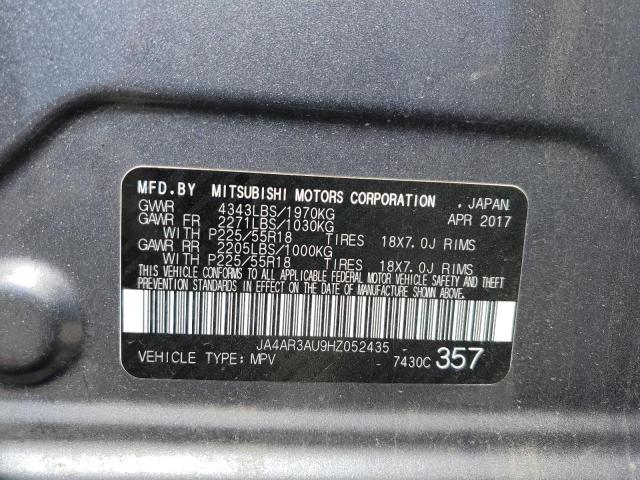 MFD.BY MITSUBISHI MOTORS CORPORATION . JAPAN
GVWR 4343LBS/1970KG APR 2017
GAWR FR 2271LBS/1030KG
WITH P225/55R18 TIRES 18X7.0J RIMS
GAWR RR 2205LBS/1000KG
WITH P225/55R18 TIRES 18X7.0J RIMS
THIS VEHICLE CONFORMS TO ALL APPLICABLE FEDERAL MOTOR VEHICLE SAFETY AND THEFT
PREVENTION STANDARDS IN EFFECT ON THE DATE OF MANUFACTURE SHOWN ABOVE.
JA4AR3AU9HZ052435
VEHICLE TYPE: MPV 7430C 357